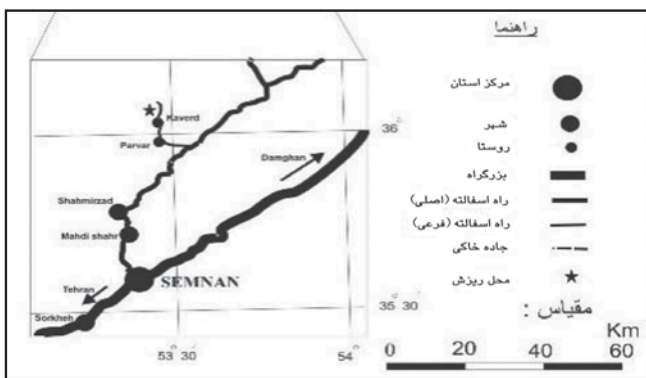 Kaverd
Parvar
Damghan
Shahmirzad
Mahdi shahr
SEMNAN
Tehran
Sorkheh
36°
35° 30'
53° 30'
54°
راهنما
مرکز استان
شهر
روستا
بزرگراه
راه اسفالته (اصلی)
راه اسفالته (فرعی)
جاده خاکی
محل ریزش
مقیاس :
Km
0 20 40 60